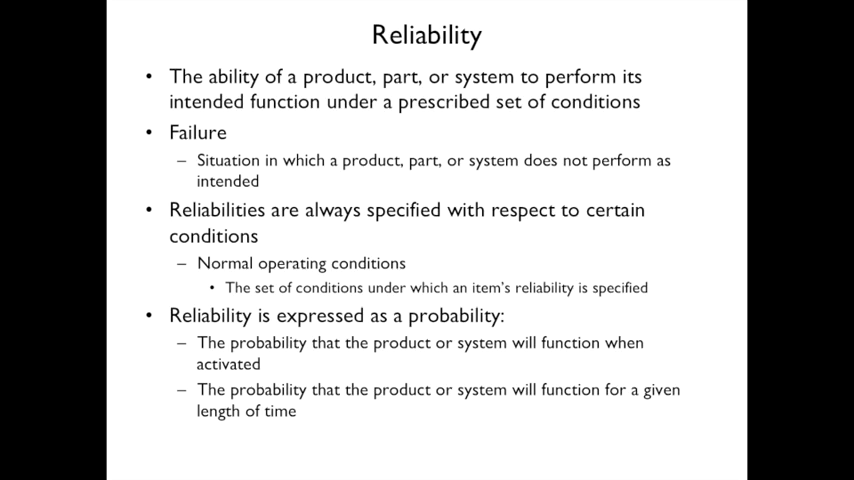 Reliability
• The ability of a product, part, or system to perform its
intended function under a prescribed set of conditions
• Failure
– Situation in which a product, part, or system does not perform as
intended
• Reliabilities are always specified with respect to certain
conditions
– Normal operating conditions
• The set of conditions under which an item's reliability is specified
• Reliability is expressed as a probability:
– The probability that the product or system will function when
activated
– The probability that the product or system will function for a given
length of time